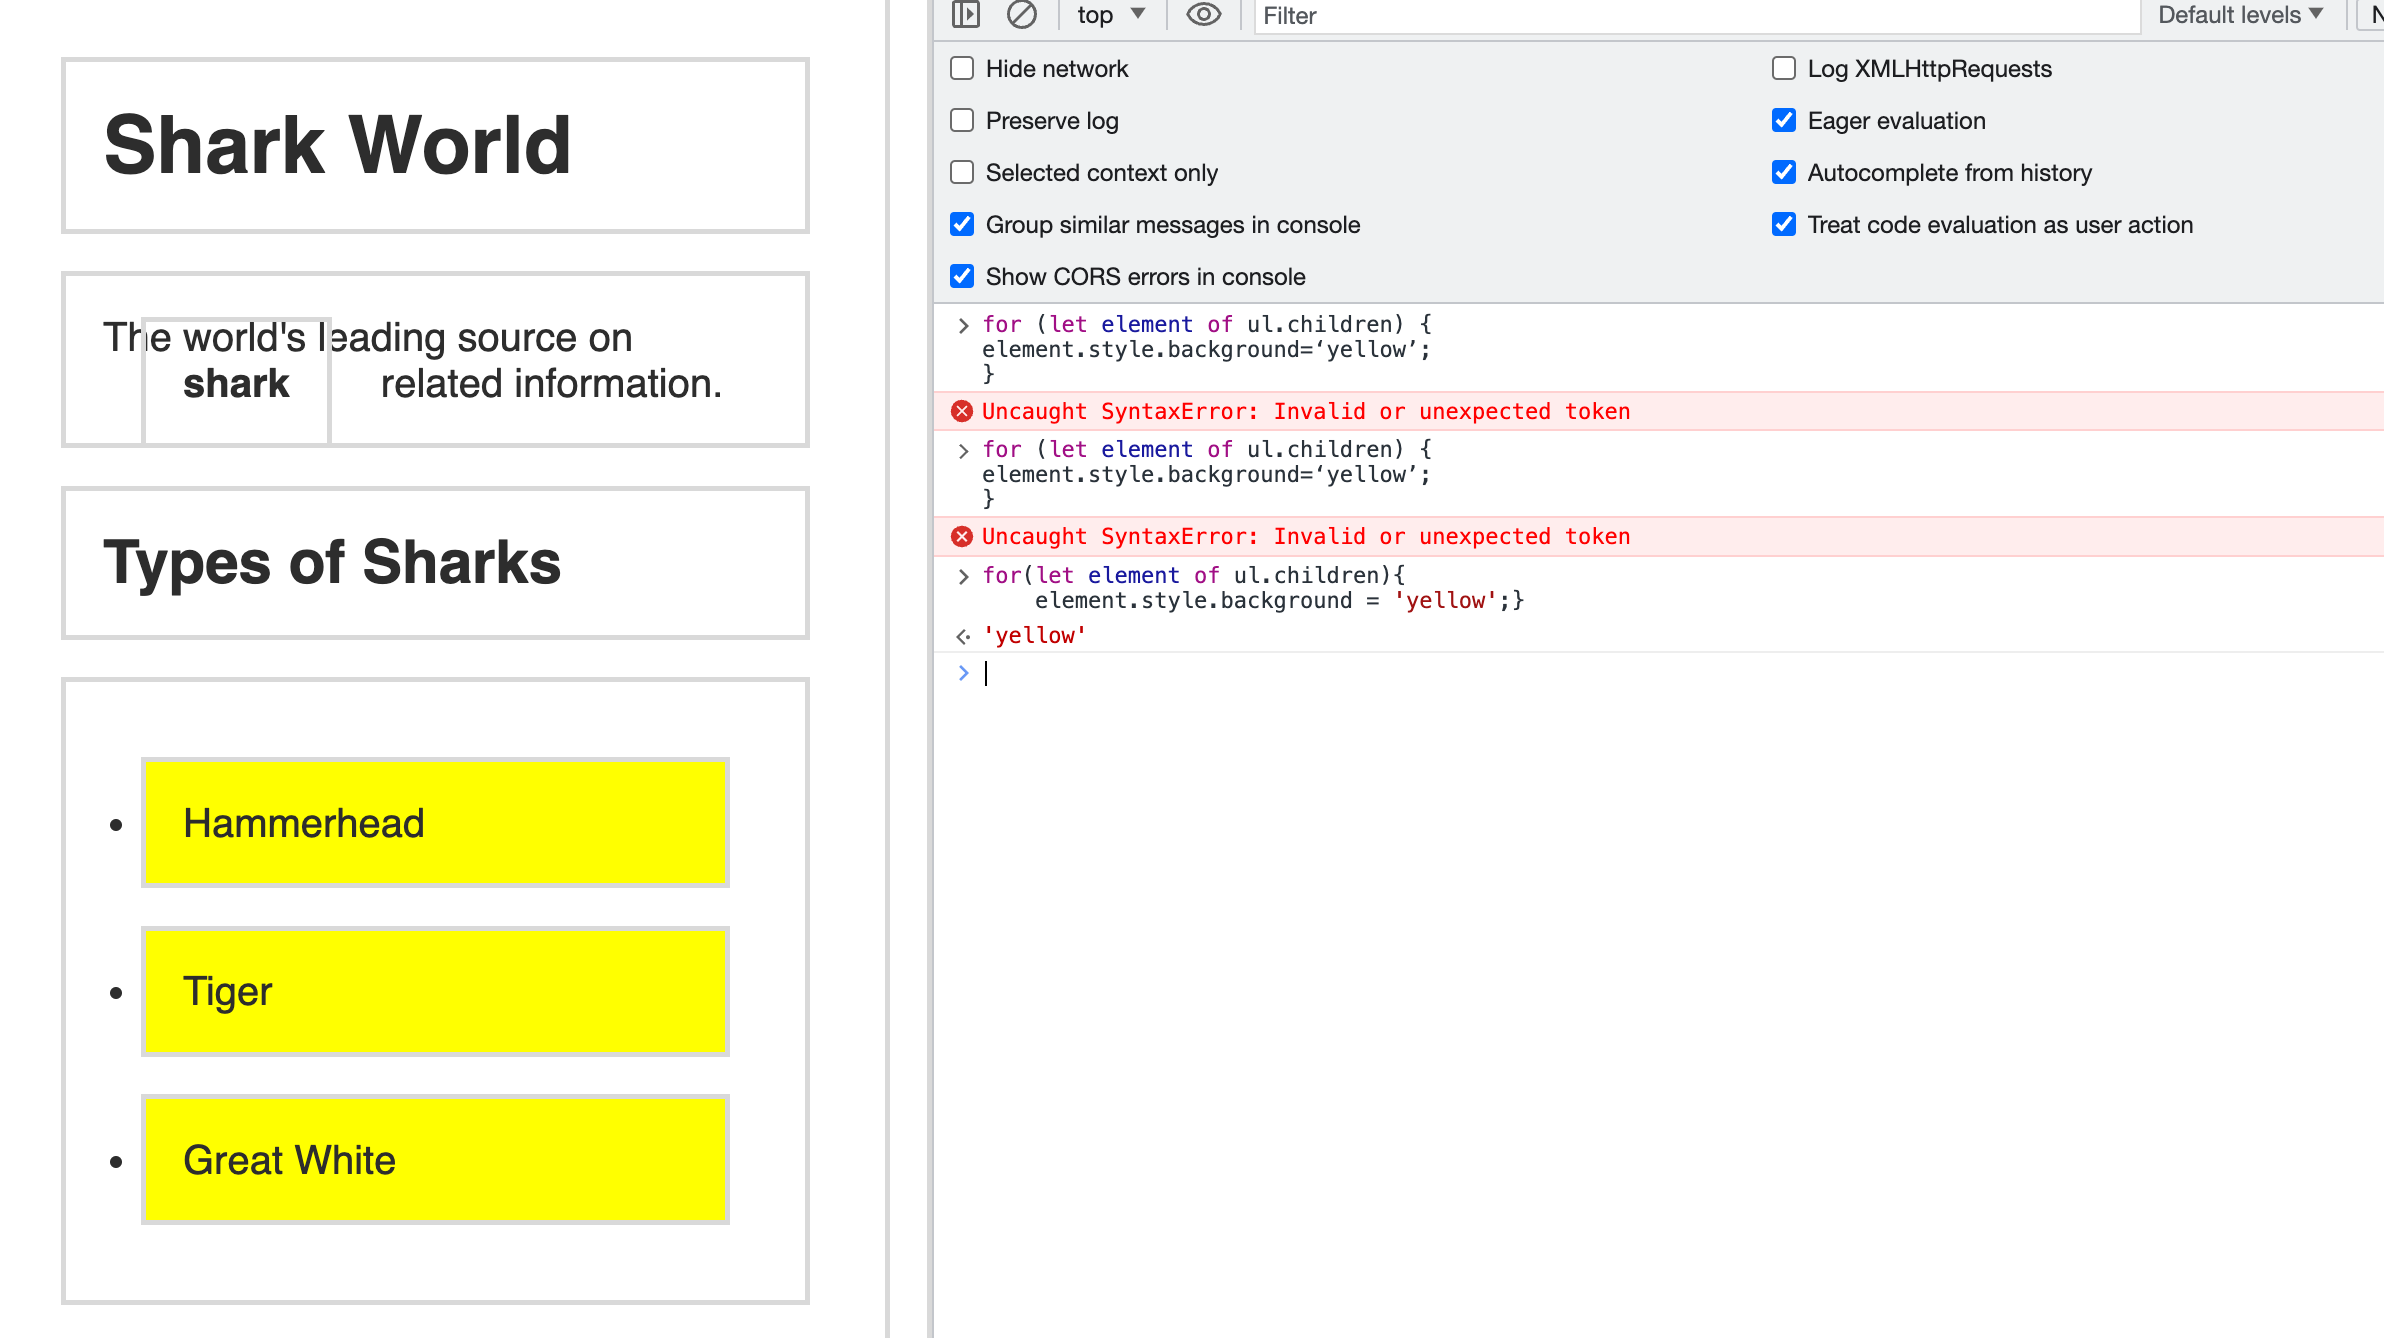 Shark World
The world's leading source on
shark related information.
Types of Sharks
Hammerhead
Tiger
Great White
top
Filter
Default levels
Hide network
Log XMLHttpRequests
Preserve log
Eager evaluation
Selected context only
Autocomplete from history
Group similar messages in console
Treat code evaluation as user action
Show CORS errors in console
for (let element of ul.children) {
element.style.background=‘yellow’;
}
Uncaught SyntaxError: Invalid or unexpected token
for (let element of ul.children) {
element.style.background=‘yellow’;
}
Uncaught SyntaxError: Invalid or unexpected token
for(let element of ul.children){
    element.style.background = 'yellow';}
'yellow'